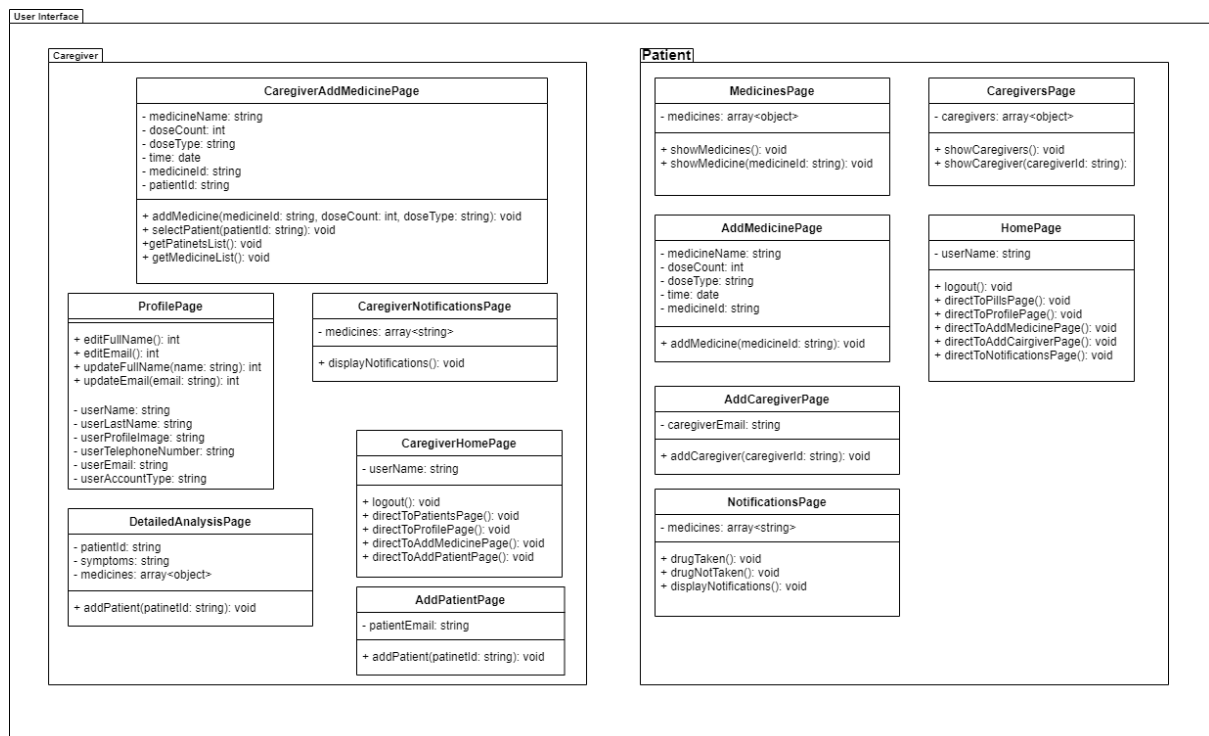 User Interface
Caregiver
CaregiverAddMedicinePage
- medicineName: string
- doseCount: int
- doseType: string
- time: date
- medicineId: string
- patientId: string
+ addMedicine(medicineId: string, doseCount: int, doseType: string): void
+ selectPatient(patientId: string): void
+getPatinetsList(): void
+ getMedicineList(): void
ProfilePage
+ editFullName(): int
+ editEmail(): int
+ updateFullName(name: string): int
+ updateEmail(email: string): int
- userName: string
- userLastName: string
- userProfileImage: string
- userTelephoneNumber: string
- userEmail: string
- userAccountType: string
CaregiverNotificationsPage
- medicines: array<string>
+ displayNotifications(): void
CaregiverHomePage
- userName: string
+ logout(): void
+ directToPatientsPage(): void
+ directToProfilePage(): void
+ directToAddMedicinePage(): void
+ directToAddPatientPage(): void
DetailedAnalysisPage
- patientId: string
- symptoms: string
- medicines: array<object>
+ addPatient(patinetId: string): void
AddPatientPage
- patientEmail: string
+ addPatient(patinetId: string): void
Patient
MedicinesPage
- medicines: array<object>
+ showMedicines(): void
+ showMedicine(medicineId: string): void
CaregiversPage
- caregivers: array<object>
+ showCaregivers(): void
+ showCaregiver(caregiverId: string):
AddMedicinePage
- medicineName: string
- doseCount: int
- doseType: string
- time: date
- medicineId: string
+ addMedicine(medicineId: string): void
HomePage
- userName: string
+ logout(): void
+ directToPillsPage(): void
+ directToProfilePage(): void
+ directToAddMedicinePage(): void
+ directToAddCairgiverPage(): void
+ directToNotificationsPage(): void
AddCaregiverPage
- caregiverEmail: string
+ addCaregiver(caregiverId: string): void
NotificationsPage
- medicines: array<string>
+ drugTaken(): void
+ drugNotTaken(): void
+ displayNotifications(): void